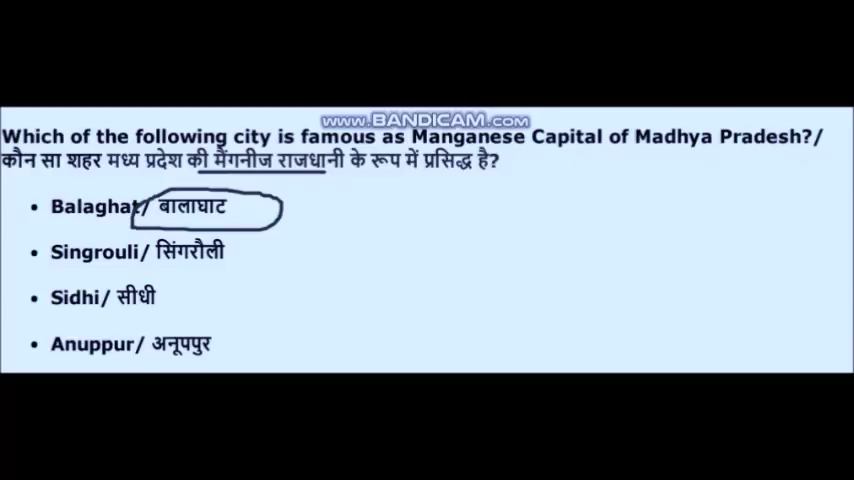 www.BANDICAM.com
Which of the following city is famous as Manganese Capital of Madhya Pradesh?/
कौन सा शहर मध्य प्रदेश की मैंगनीज राजधानी के रूप में प्रसिद्ध है?
• Balaghat/ बालाघाट
• Singrouli/ सिंगरौली
• Sidhi/ सीधी
• Anuppur/ अनूपपुर